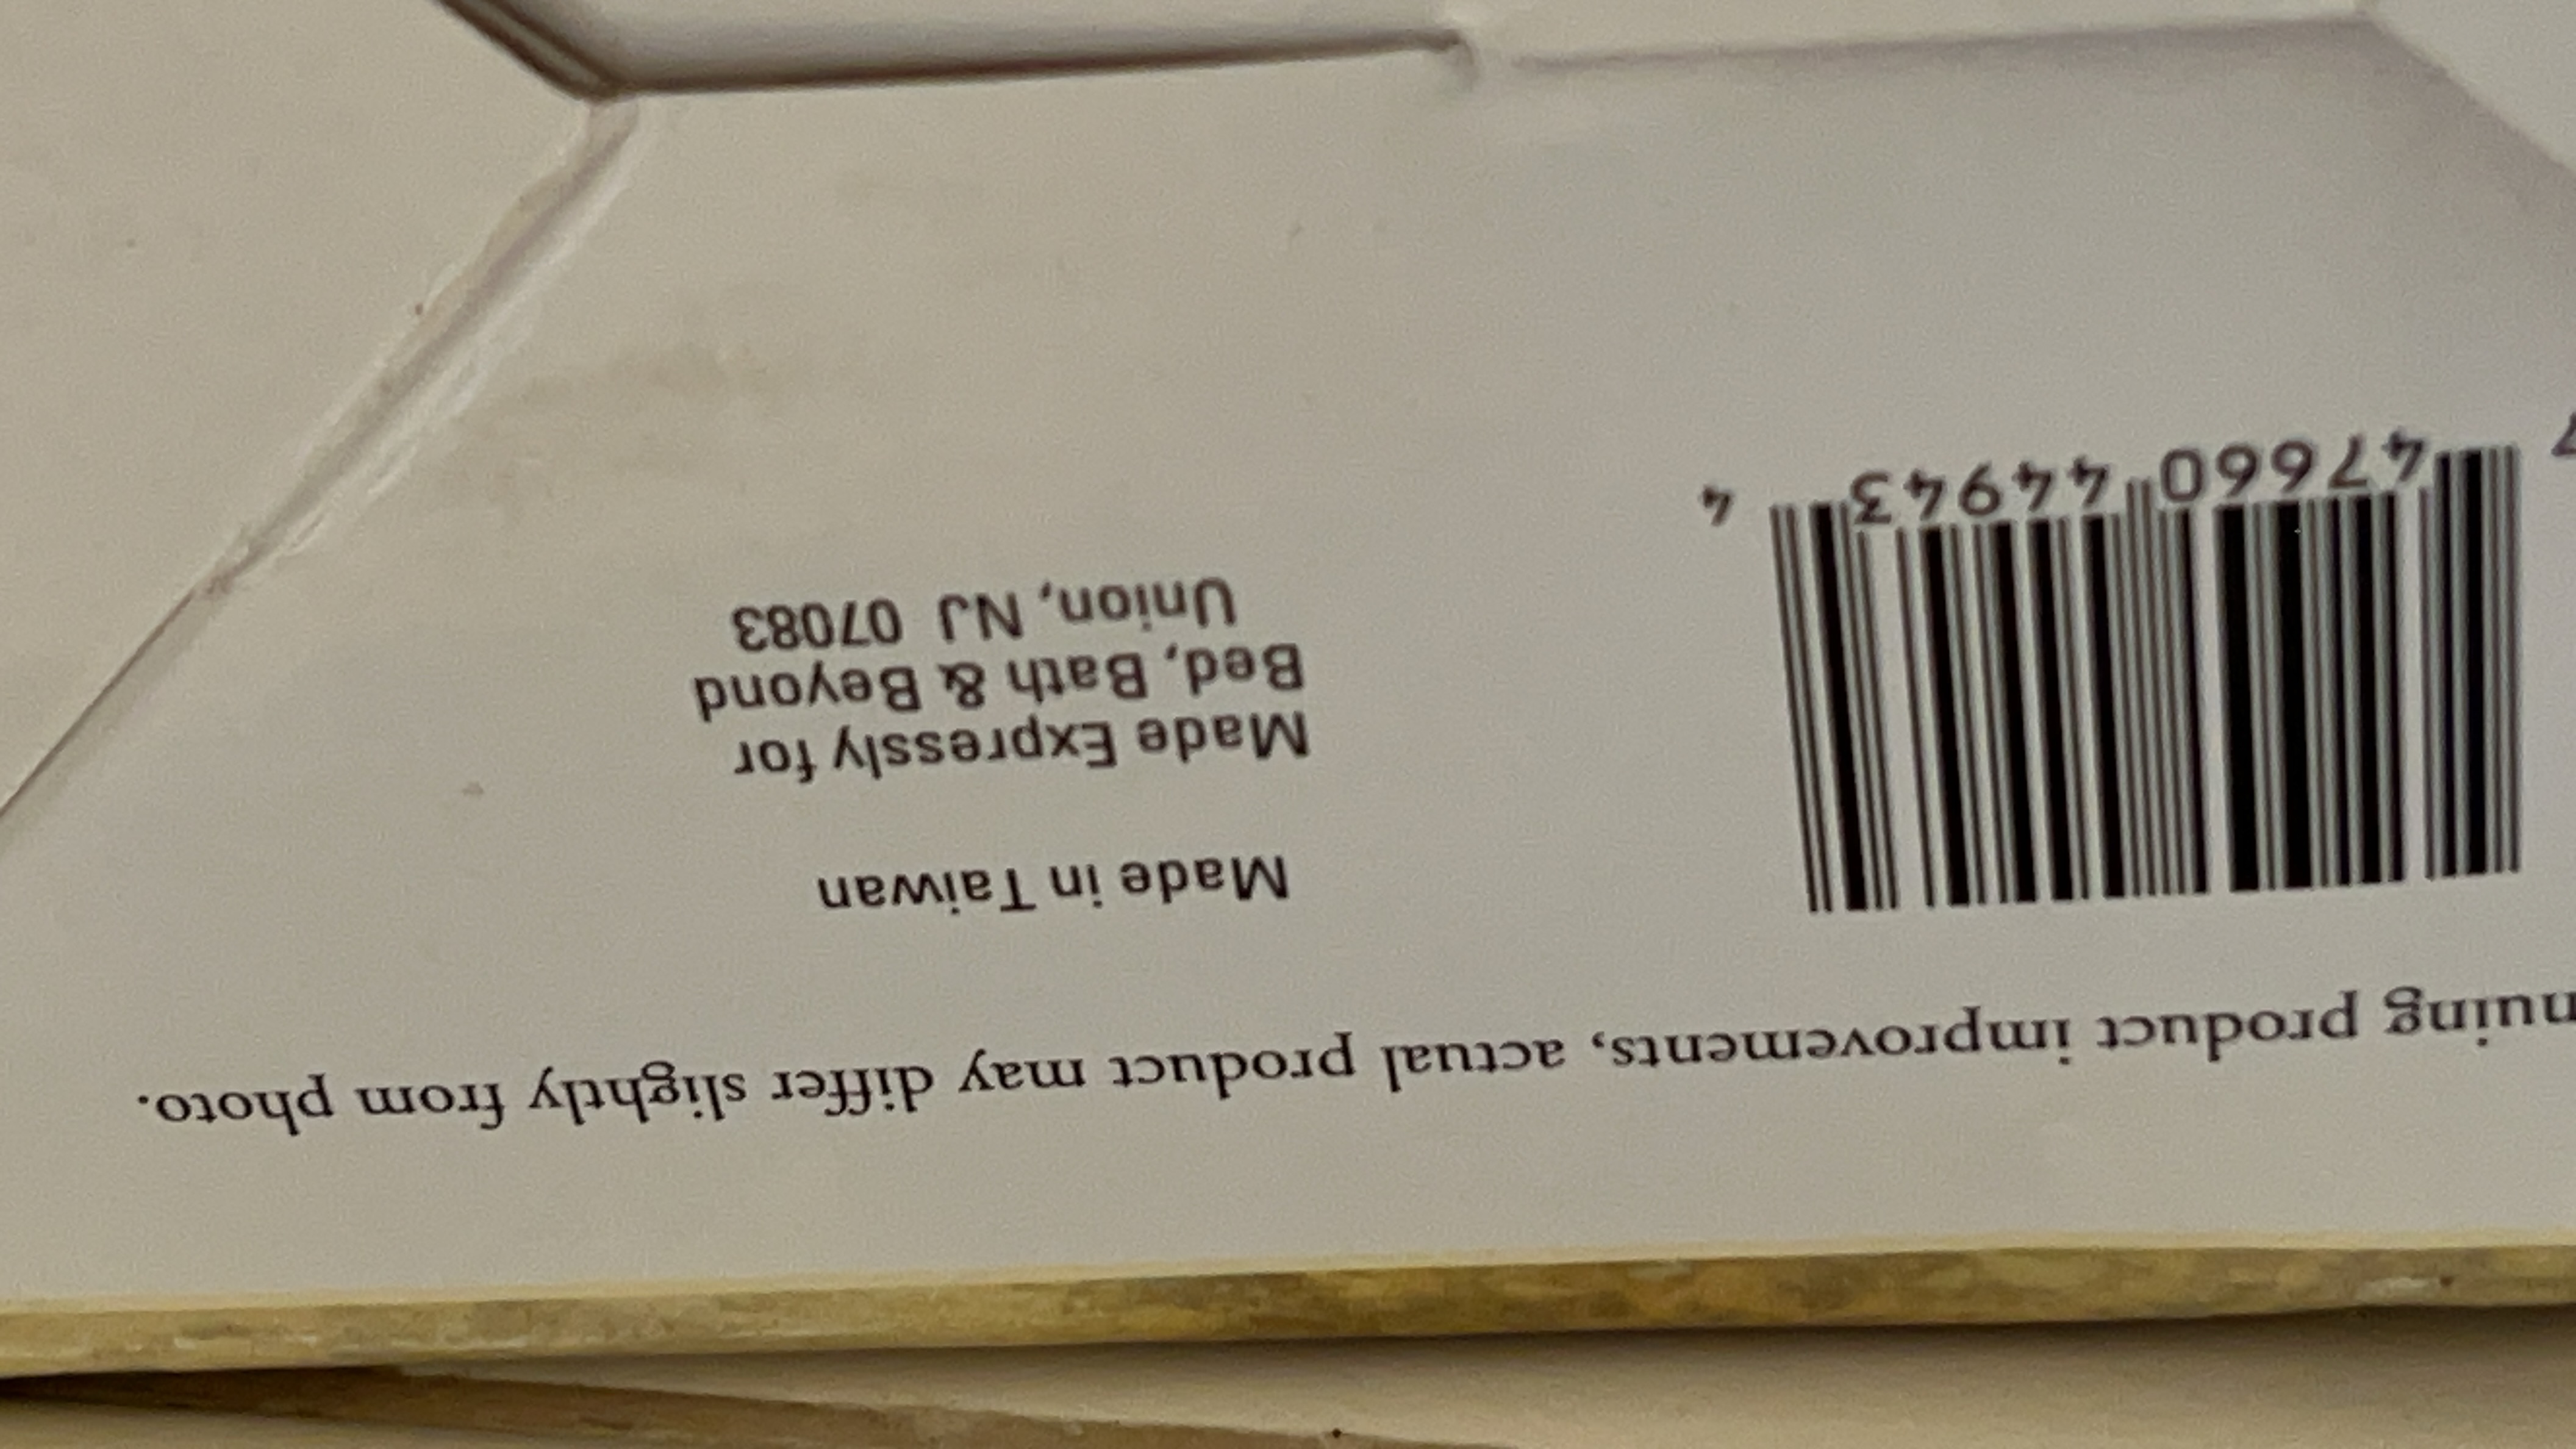 nuing product improvements, actual product may differ slightly from photo.
Made in Taiwan
Made Expressly for
Bed, Bath & Beyond
Union, NJ 07083
7 47660 44943 4